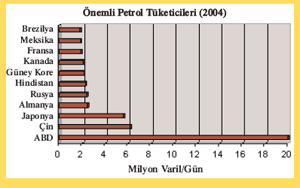 Önemli Petrol Tüketicileri (2004)
Brezilya
Meksika
Fransa
Kanada
Güney Kore
Hindistan
Rusya
Almanya
Japonya
Çin
ABD
0 2 4 6 8 10 12 14 16 18 20
Milyon Varil/Gün